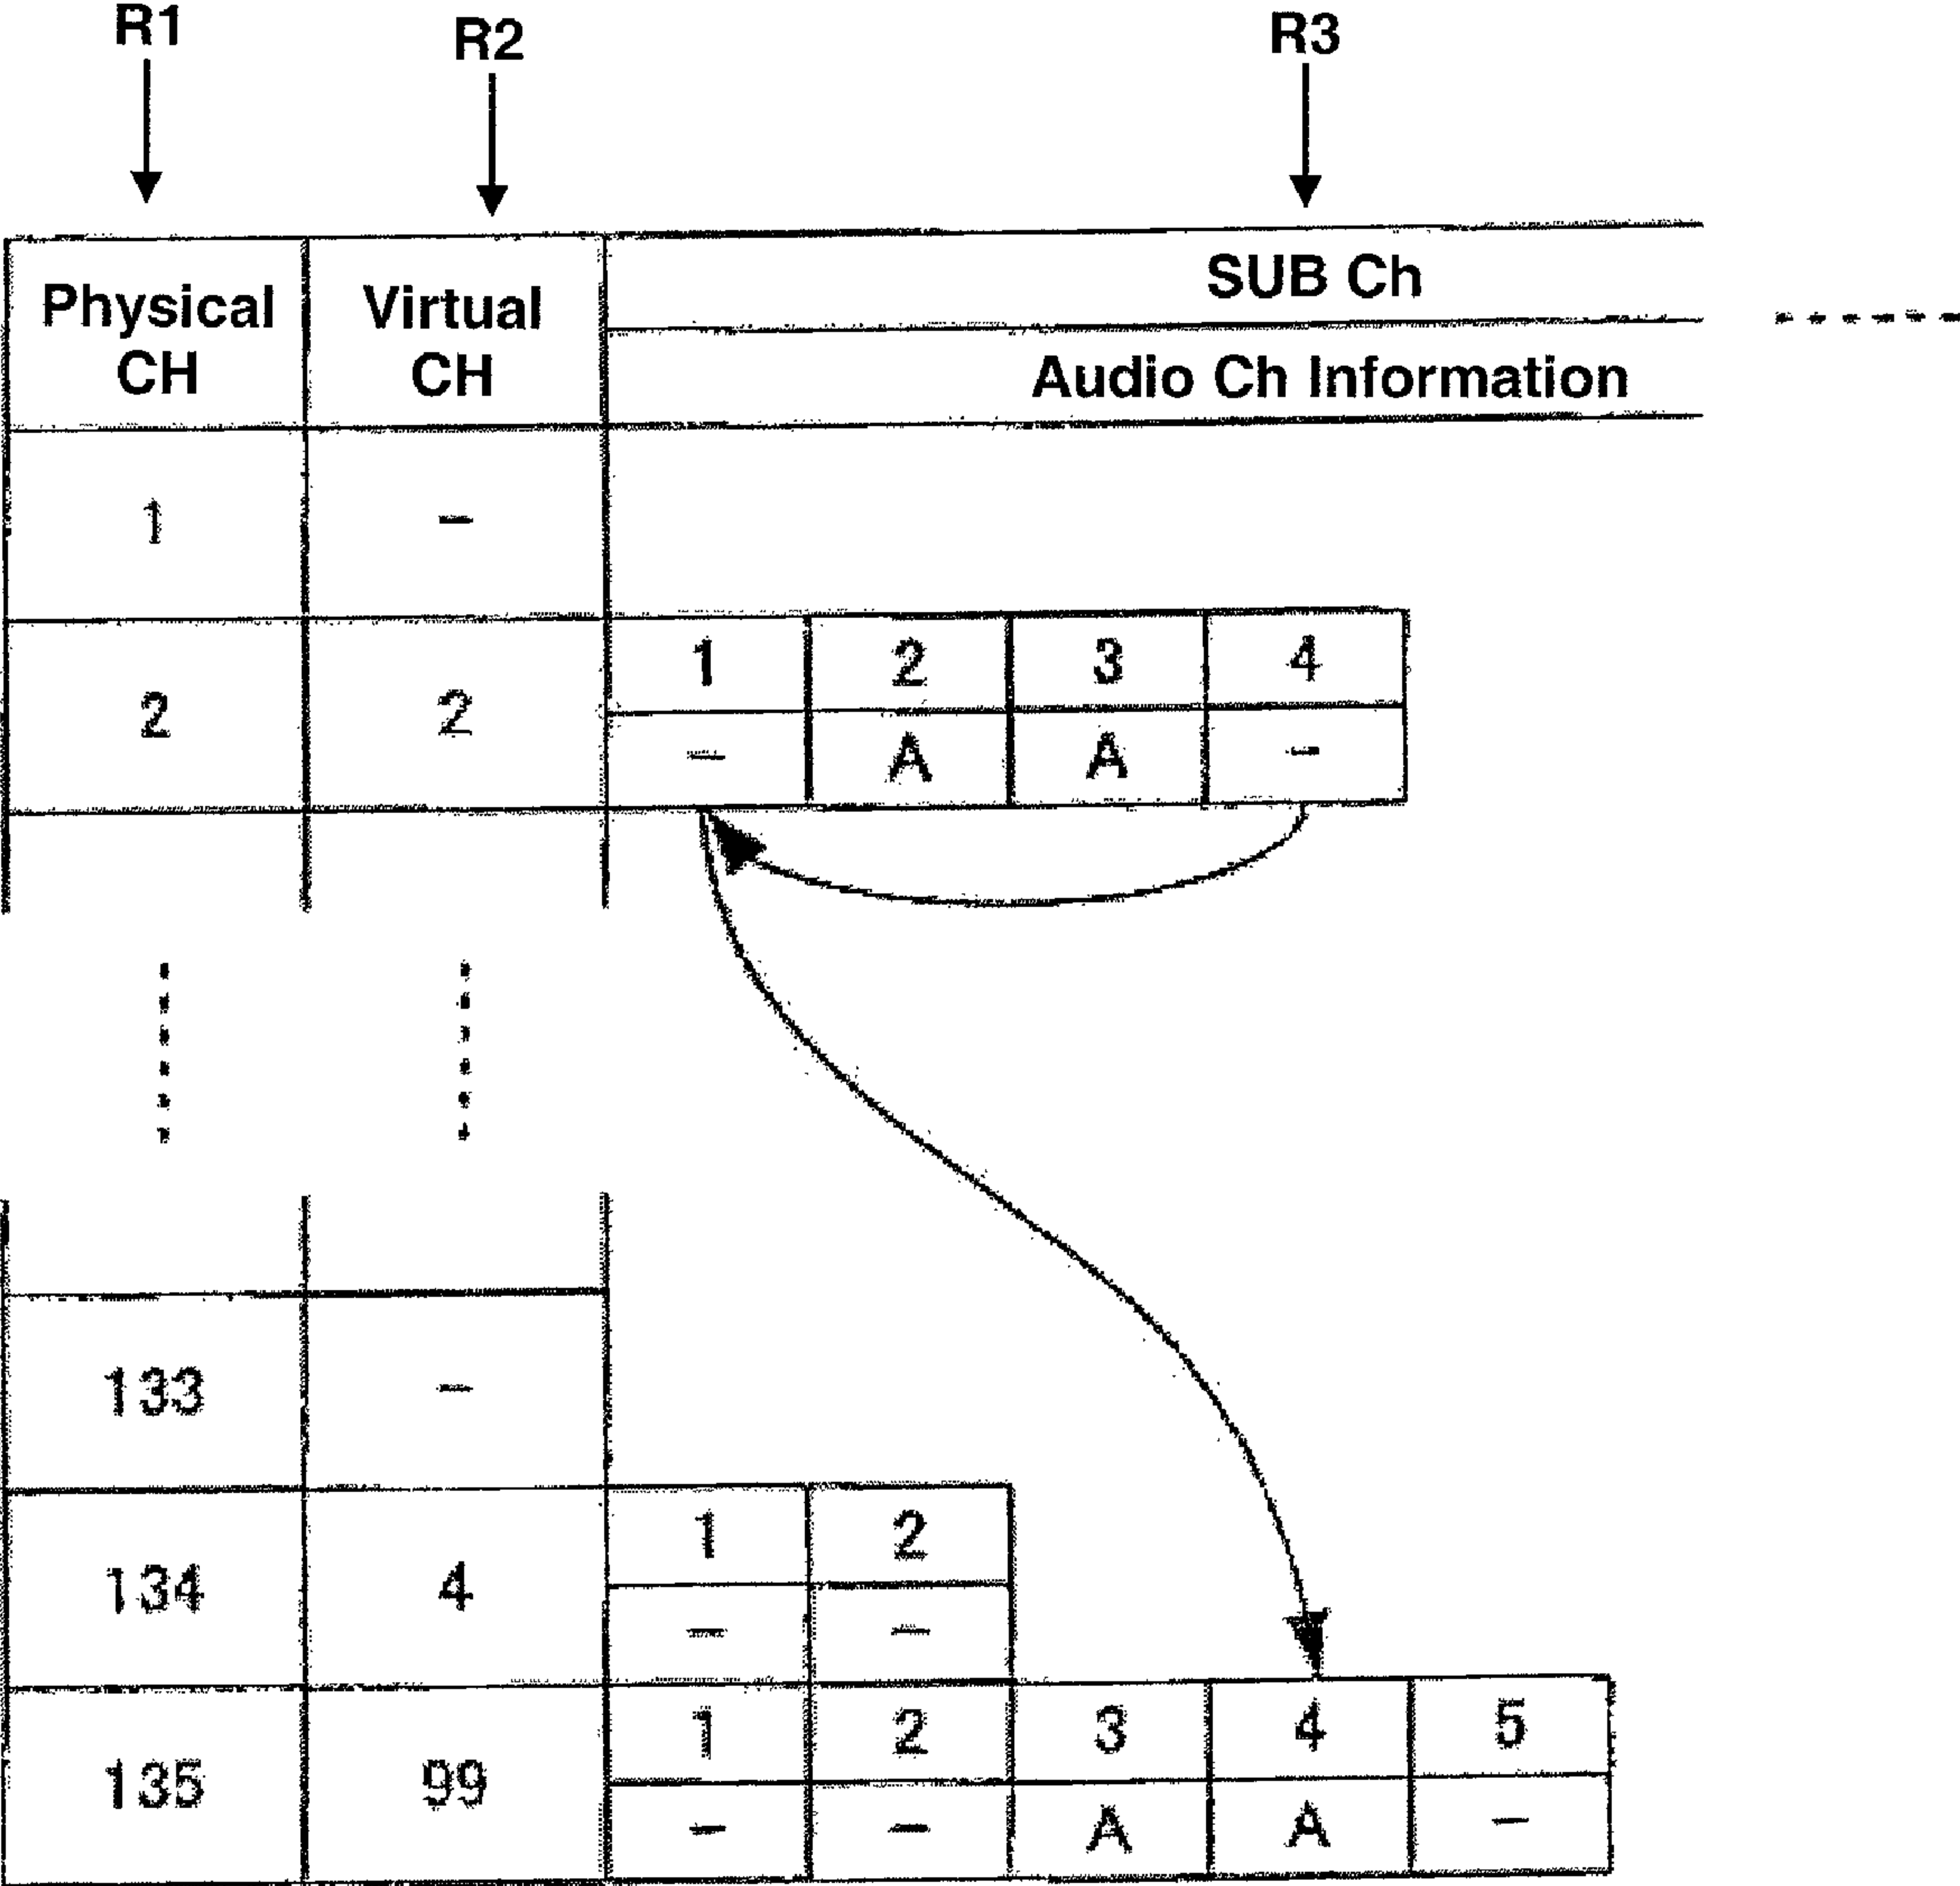 R1 R2 R3
Physical CH Virtual CH SUB Ch
Audio Ch Information
1 –
2 2 1 2 3 4
– A A –
133 –
134 4 1 2
– –
135 99 1 2 3 4 5
– – A A –